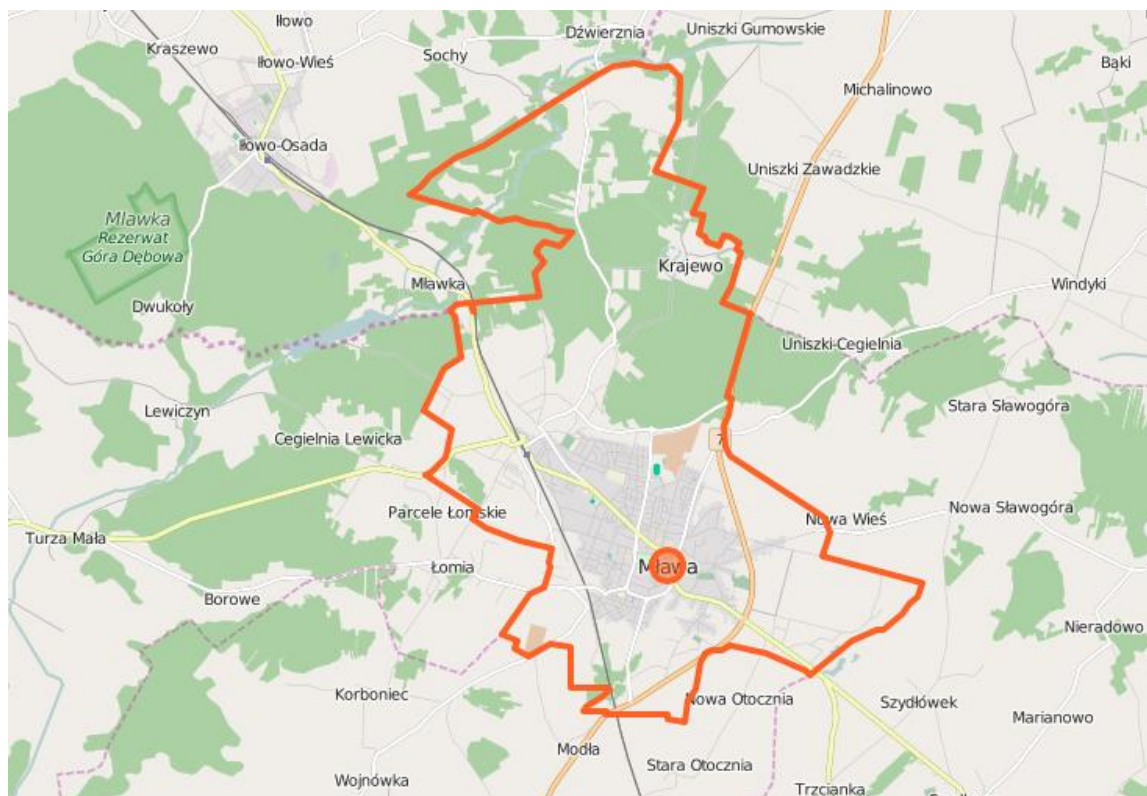 Iłowo
Kraszewo
Iłowo-Wieś
Sochy
Dźwierznia
Uniszki Gumowskie
Bąki
Michalinowo
Iłowo-Osada
Uniszki Zawadzkie
Mlawka
Rezerwat
Góra Dębowa
Krajewo
Mławka
Windyki
Dwukoły
Uniszki-Cegielnia
Lewiczyn
Stara Sławogóra
Cegielnia Lewicka
7
Nowa Sławogóra
Parcele Łomskie
Nowa Wieś
Turza Mała
Łomia
Mława
Borowe
Nieradowo
Korboniec
Nowa Otocznia
Szydłówek
Marianowo
Modła
Stara Otocznia
Wojnówka
Trzcianka